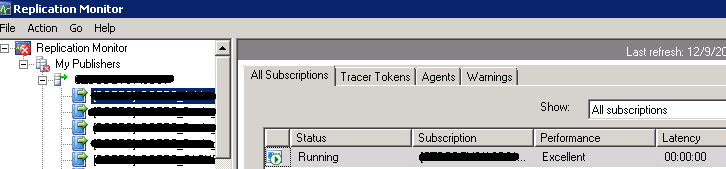 Replication Monitor
File Action Go Help
Replication Monitor
My Publishers
Last refresh: 12/9/20
All Subscriptions Tracer Tokens Agents Warnings
Show: All subscriptions
Status Subscription Performance Latency
Running ... Excellent 00:00:00